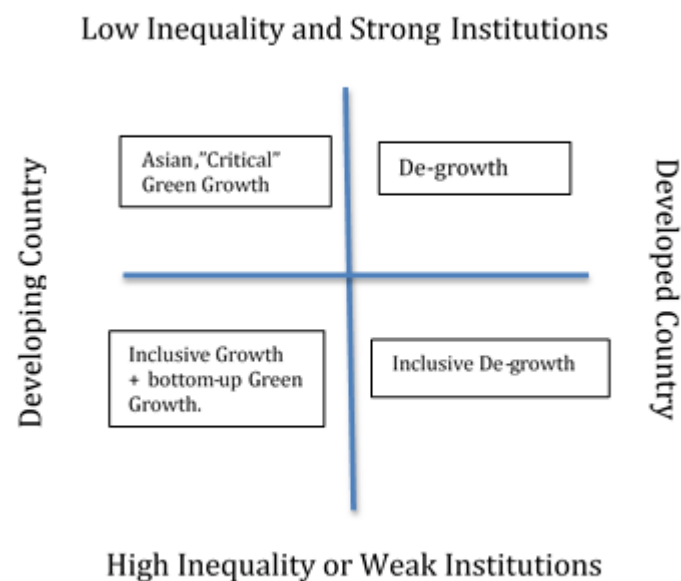 Low Inequality and Strong Institutions
Asian,"Critical"
Green Growth
De-growth
Developing Country
Developed Country
Inclusive Growth
+ bottom-up Green
Growth.
Inclusive De-growth
High Inequality or Weak Institutions